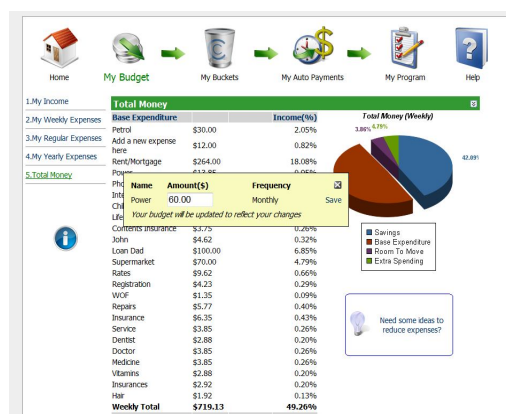 Home
My Budget
My Buckets
My Auto Payments
My Program
Help
1.My Income
2.My Weekly Expenses
3.My Regular Expenses
4.My Yearly Expenses
5.Total Money
Total Money
Base Expenditure Income(%)
Petrol $30.00 2.05%
Add a new expense here $12.00 0.82%
Rent/Mortgage $264.00 18.08%
Power $13.85 0.95%
Name Amount($) Frequency
Power 60.00 Monthly Save
Your budget will be updated to reflect your changes
Contents Insurance $3.75 0.26%
John $4.62 0.32%
Loan Dad $100.00 6.85%
Supermarket $70.00 4.79%
Rates $9.62 0.66%
Registration $4.23 0.29%
WOF $1.35 0.09%
Repairs $5.77 0.40%
Insurance $6.35 0.43%
Service $3.85 0.26%
Dentist $2.88 0.20%
Doctor $3.85 0.26%
Medicine $3.85 0.26%
Vitamins $2.88 0.20%
Insurances $2.92 0.20%
Hair $1.92 0.13%
Weekly Total $719.13 49.26%
Total Money (Weekly)
3.86% 4.79%
42.09%
Savings
Base Expenditure
Room To Move
Extra Spending
Need some ideas to
reduce expenses?